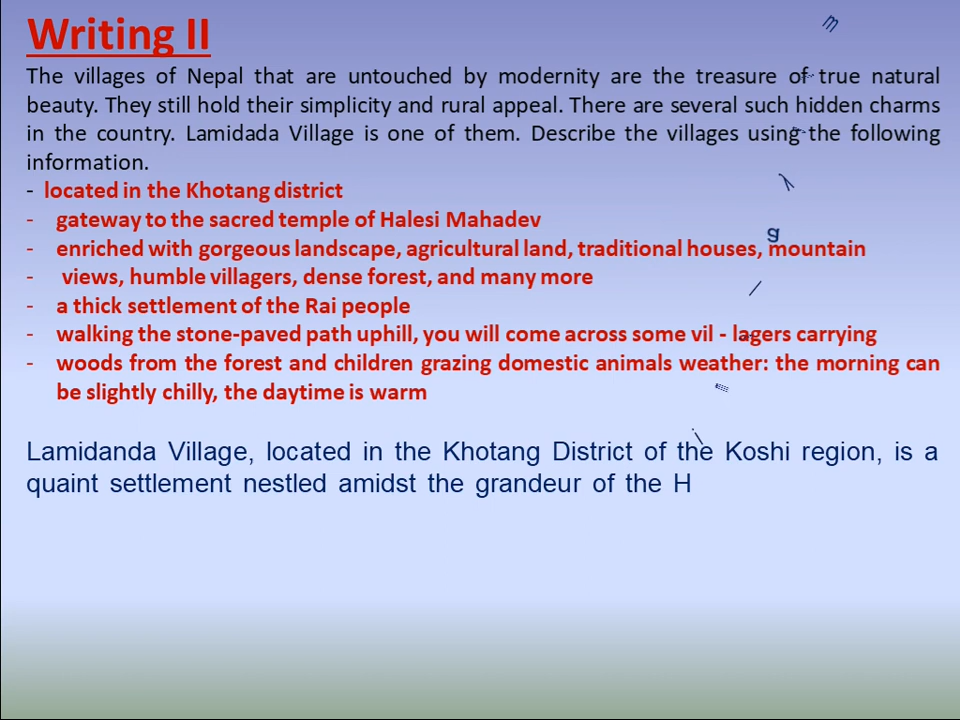 Writing II
The villages of Nepal that are untouched by modernity are the treasure of true natural
beauty. They still hold their simplicity and rural appeal. There are several such hidden charms
in the country. Lamidada Village is one of them. Describe the villages using the following
information.
- located in the Khotang district
- gateway to the sacred temple of Halesi Mahadev
- enriched with gorgeous landscape, agricultural land, traditional houses, mountain
- views, humble villagers, dense forest, and many more
- a thick settlement of the Rai people
- walking the stone-paved path uphill, you will come across some vil - lagers carrying
- woods from the forest and children grazing domestic animals weather: the morning can
be slightly chilly, the daytime is warm
Lamidanda Village, located in the Khotang District of the Koshi region, is a
quaint settlement nestled amidst the grandeur of the H